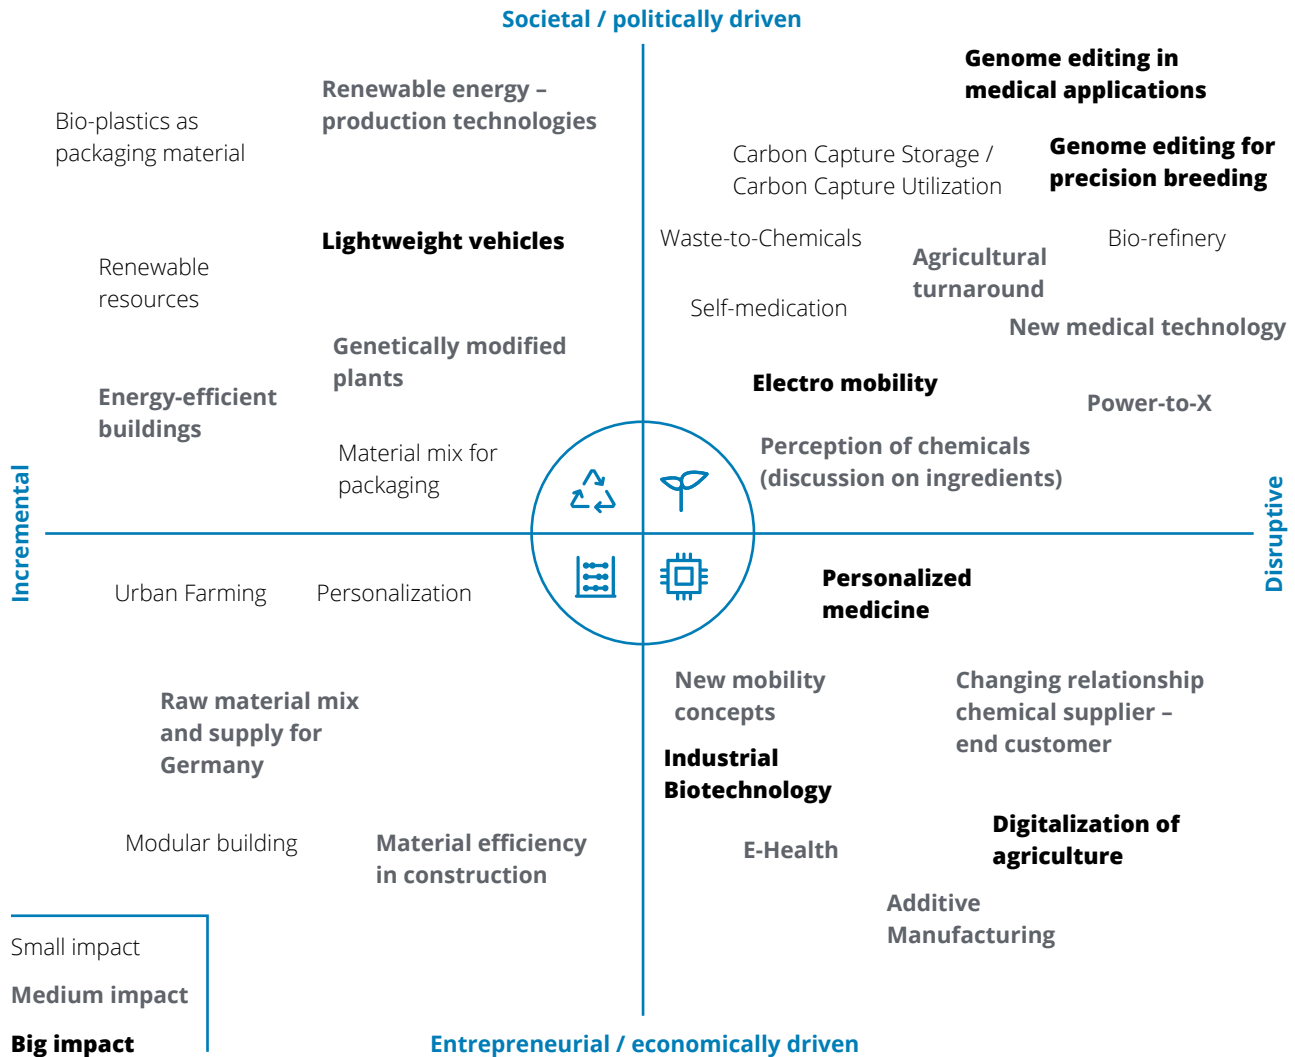 Societal / politically driven
Bio-plastics as
packaging material
Renewable energy –
production technologies
Lightweight vehicles
Renewable
resources
Genetically modified
plants
Energy-efficient
buildings
Material mix for
packaging
Genome editing in
medical applications
Carbon Capture Storage /
Carbon Capture Utilization
Genome editing for
precision breeding
Waste-to-Chemicals
Agricultural
turnaround
Bio-refinery
Self-medication
New medical technology
Electro mobility
Power-to-X
Perception of chemicals
(discussion on ingredients)
Incremental
Disruptive
Urban Farming
Personalization
Raw material mix
and supply for
Germany
Modular building
Material efficiency
in construction
Personalized
medicine
New mobility
concepts
Changing relationship
chemical supplier –
end customer
Industrial
Biotechnology
E-Health
Digitalization of
agriculture
Additive
Manufacturing
Small impact
Medium impact
Big impact
Entrepreneurial / economically driven